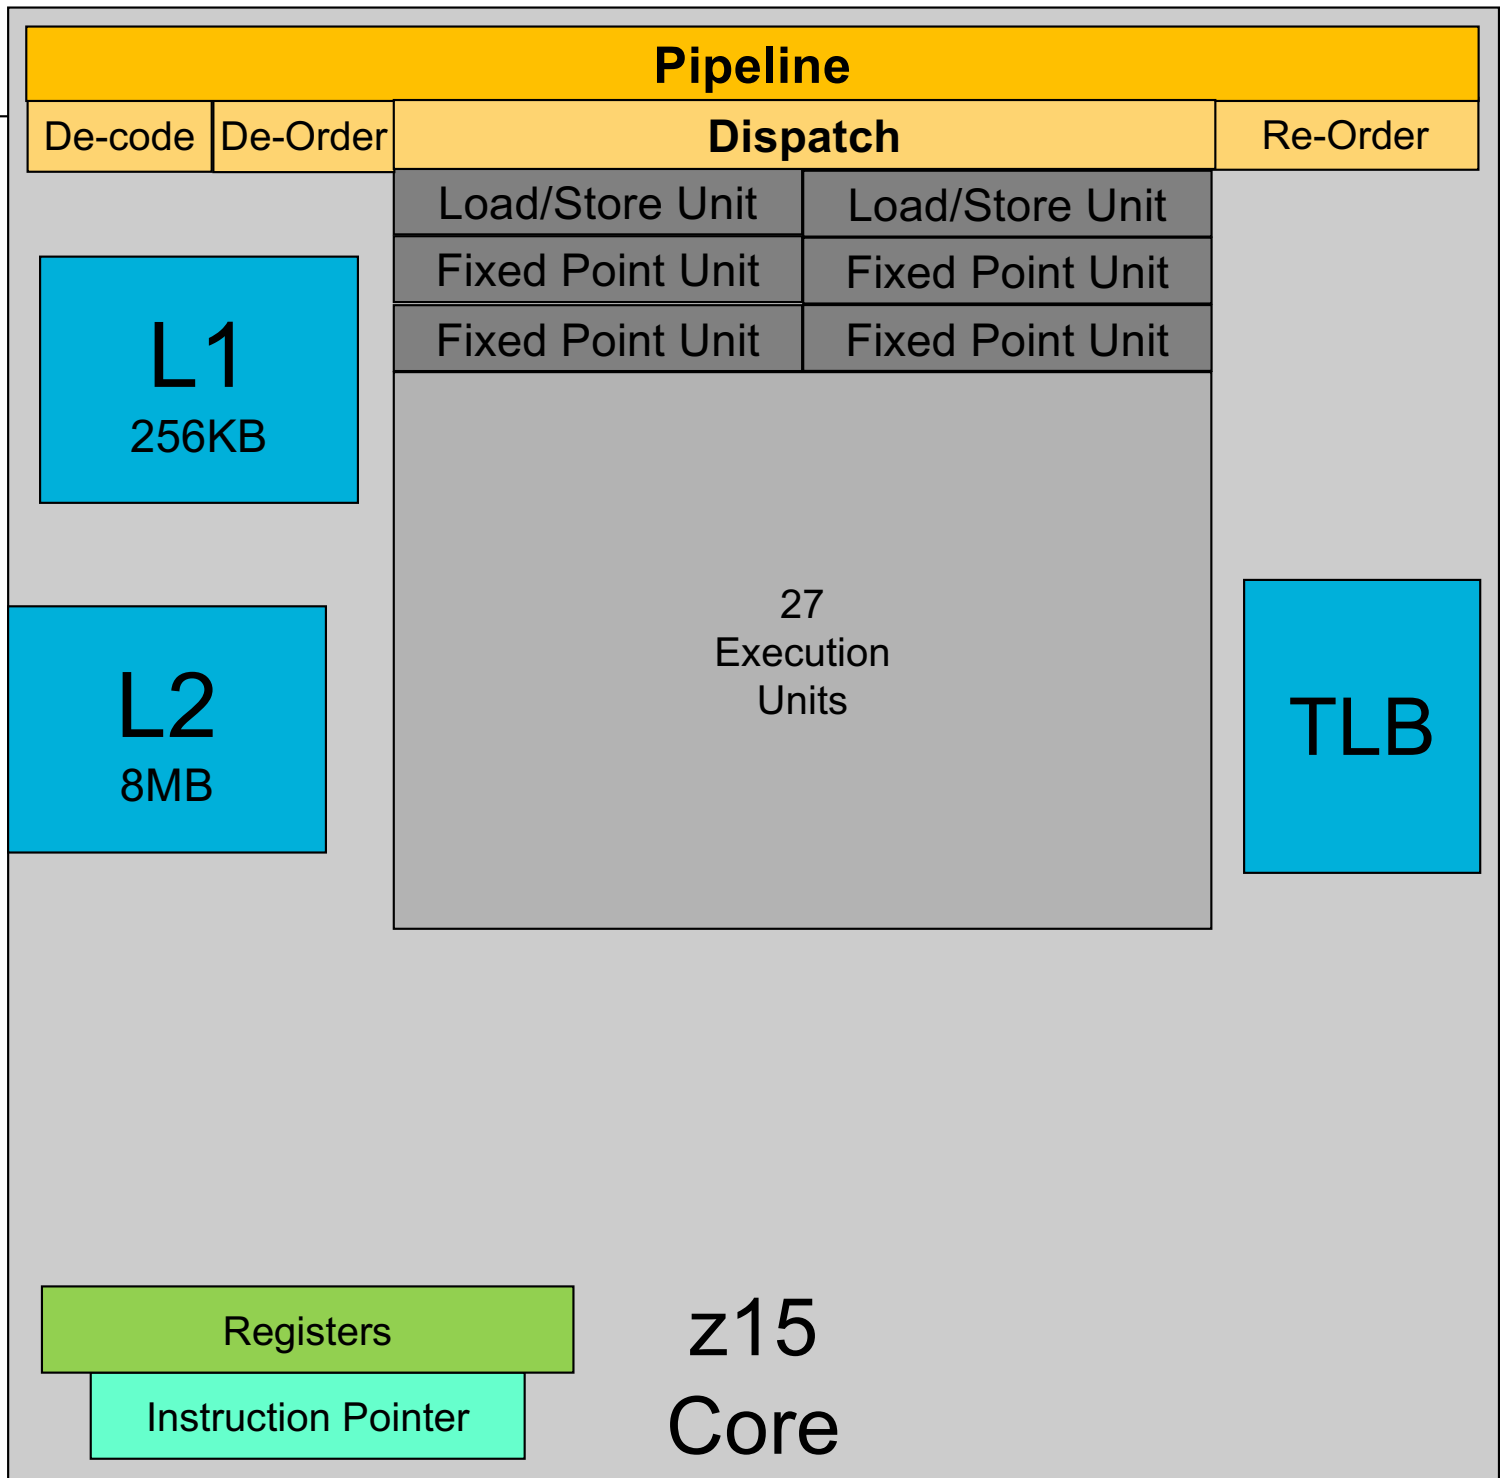 Pipeline
De-code De-Order Dispatch Re-Order
Load/Store Unit Load/Store Unit
Fixed Point Unit Fixed Point Unit
Fixed Point Unit Fixed Point Unit
L1
256KB
27
Execution
Units
L2
8MB
TLB
Registers
Instruction Pointer
z15
Core